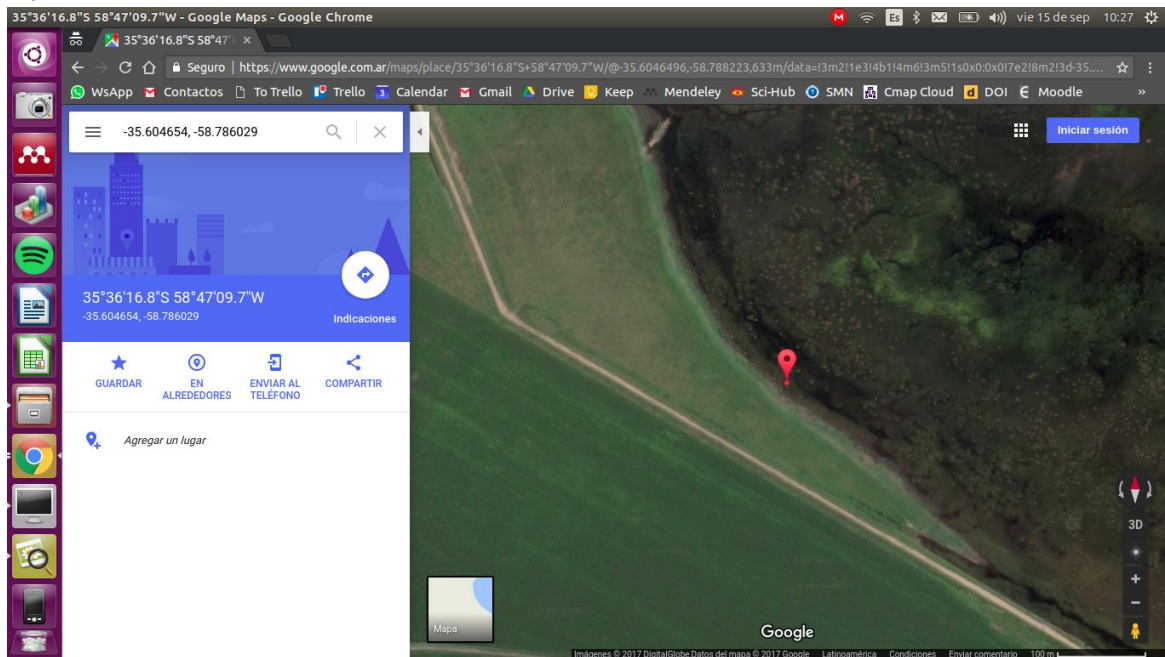 35°36'16.8"S 58°47'09.7"W - Google Maps - Google Chrome
Es
vie 15 de sep 10:27
35°36'16.8"S 58°47'
Seguro | https://www.google.com.ar/maps/place/35°36'16.8"S+58°47'09.7"W/@-35.6046496,-58.788223,633m/data=!3m2!1e3!4b1!4m6!3m5!1s0x0:0x0!7e2!8m2!3d-35....
WsApp Contactos To Trello Trello Calendar Gmail Drive Keep Mendeley Sci-Hub SMN Cmap Cloud DOI Moodle »
-35.604654, -58.786029
Iniciar sesión
35°36'16.8"S 58°47'09.7"W
-35.604654, -58.786029
Indicaciones
GUARDAR
EN ALREDEDORES
ENVIAR AL TELÉFONO
COMPARTIR
Agregar un lugar
3D
Mapa
Google
Imágenes © 2017 DigitalGlobe Datos del mapa © 2017 Google Latinoamérica Condiciones Enviar comentario 100 m